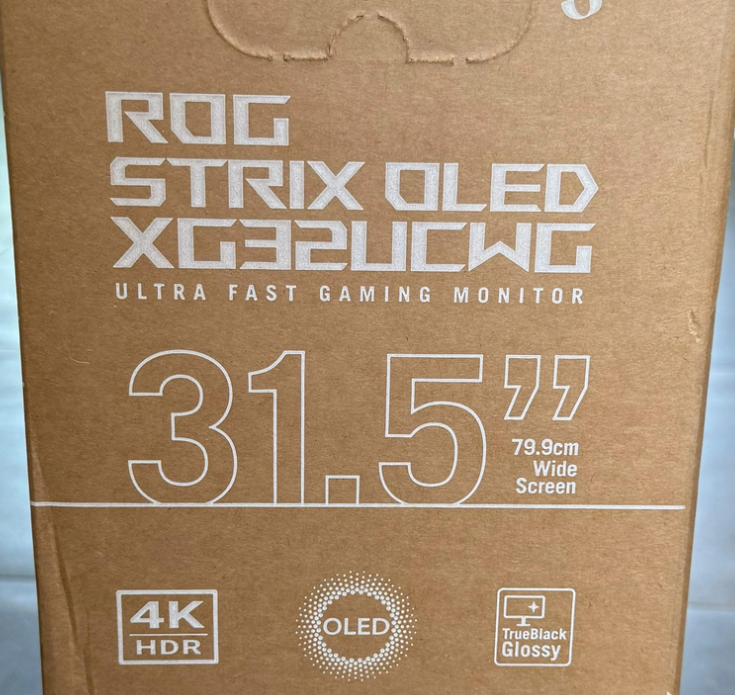 ROG
STRIX OLED
XG32UCWG
ULTRA FAST GAMING MONITOR
31.5”
79.9cm
Wide
Screen
4K
HDR
OLED
TrueBlack
Glossy